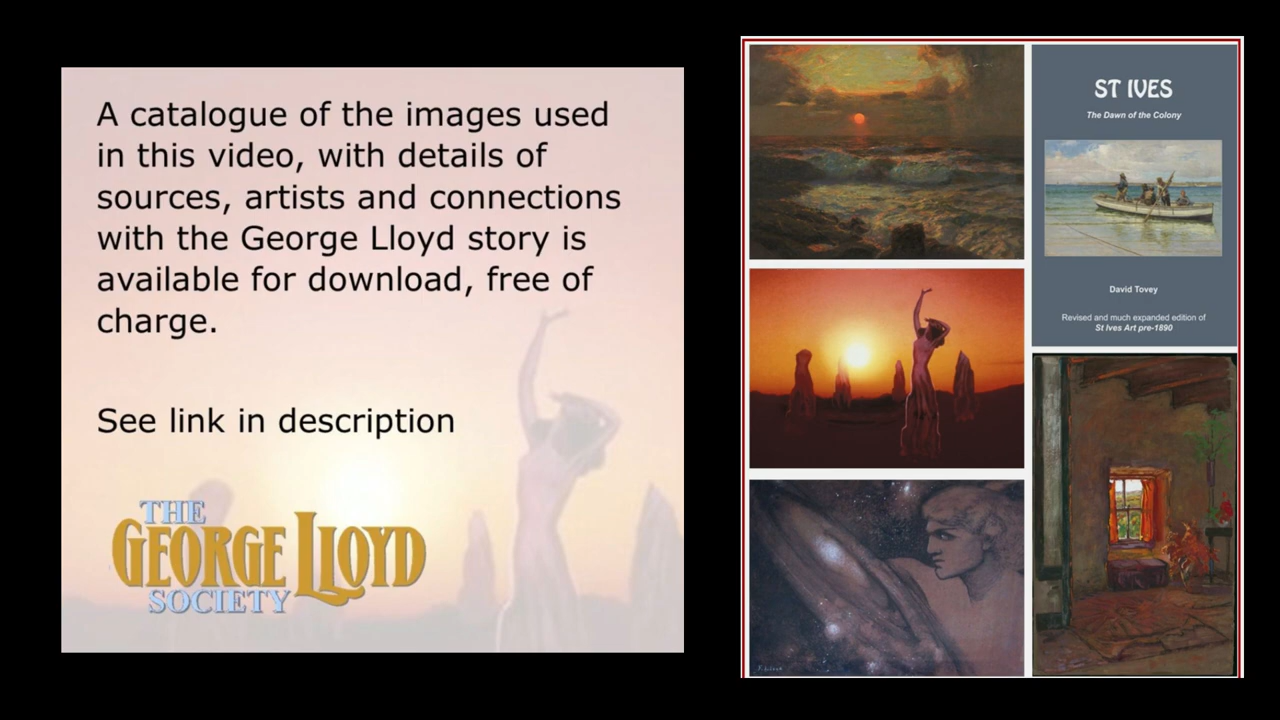 A catalogue of the images used
in this video, with details of
sources, artists and connections
with the George Lloyd story is
available for download, free of
charge.
See link in description
THE
GEORGE LLOYD
SOCIETY
ST IVES
The Dawn of the Colony
David Tovey
Revised and much expanded edition of
St Ives Art pre-1890